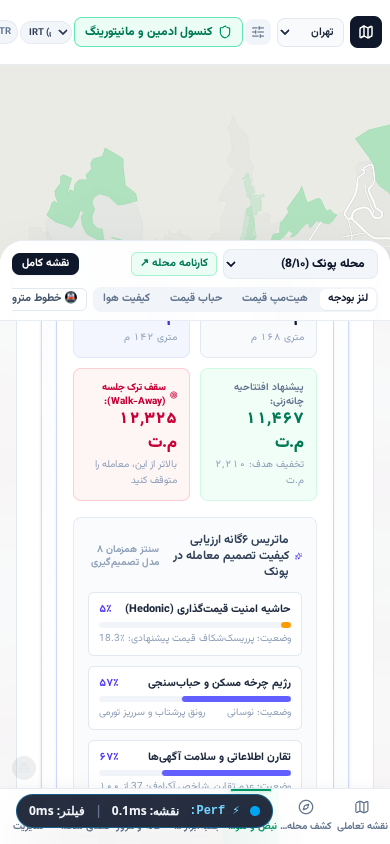 تهران
کنسول ادمین و مانیتورینگ
IRT
TR
محله پونک (8/۱۰)
کارنامه محله ↗
نقشه کامل
لنز بودجه
هیت‌مپ قیمت
حباب قیمت
کیفیت هوا
🚇 خطوط مترو
متری ۱۶۸ م
متری ۱۴۲ م
پیشنهاد افتتاحیه
چانه‌زنی:
۱۱,۴۶۷
م.ت
تخفیف هدف: ۲,۲۱۰
م.ت
سقف ترک جلسه
(Walk-Away):
۱۲,۳۲۵
م.ت
بالاتر از این، معامله را
متوقف کنید
ماتریس ۶گانه ارزیابی
کیفیت تصمیم معامله در
پونک
سنتز همزمان ۸
مدل تصمیم‌گیری
حاشیه امنیت قیمت‌گذاری (Hedonic)
۵٪
وضعیت: پرریسک
شکاف قیمت پیشنهادی: 18.3٪
رژیم چرخه مسکن و حباب‌سنجی
۵۷٪
وضعیت: نوسانی
رونق پرشتاب و سرریز تورمی
تقارن اطلاعاتی و سلامت آگهی‌ها
۶۷٪
⚡ Perf:
نقشه: 0.1ms
|
فیلتر: 0ms
نقشه تعاملی
کشف محله...